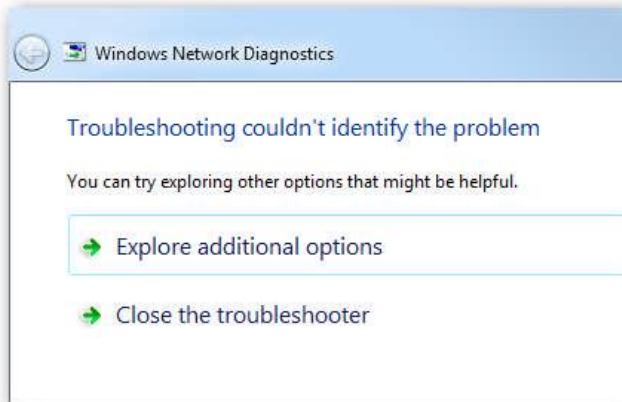 Windows Network Diagnostics
Troubleshooting couldn't identify the problem
You can try exploring other options that might be helpful.
Explore additional options
Close the troubleshooter